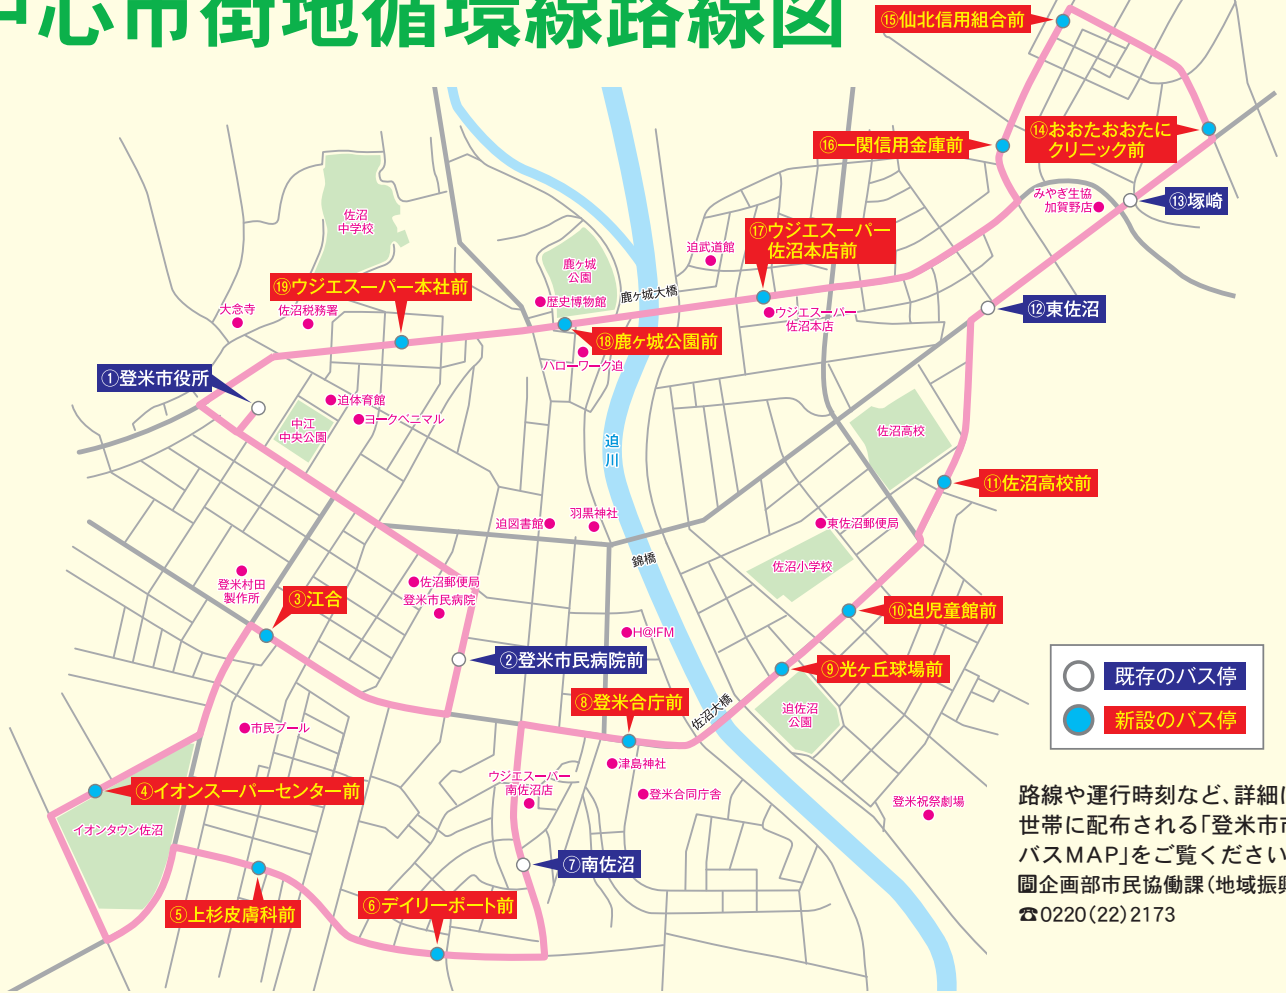 中心市街地循環線路線図
⑮仙北信用組合前
⑯一関信用金庫前
⑭おおたおおたに
クリニック前
みやぎ生協
加賀野店
⑬塚崎
佐沼
中学校
鹿ヶ城
公園
迫武道館
⑰ウジエスーパー
佐沼本店前
⑲ウジエスーパー本社前
歴史博物館
鹿ヶ城大橋
大念寺
佐沼税務署
ウジエスーパー
佐沼本店
⑫東佐沼
⑱鹿ヶ城公園前
ハローワーク迫
①登米市役所
迫体育館
ヨークベニマル
中江
中央公園
迫
川
佐沼高校
⑪佐沼高校前
羽黒神社
迫図書館
東佐沼郵便局
錦橋
佐沼小学校
登米村田
製作所
佐沼郵便局
登米市民病院
③江合
⑩迫児童館前
H@!FM
②登米市民病院前
⑨光ヶ丘球場前
⑧登米合庁前
佐沼大橋
迫佐沼
公園
既存のバス停
新設のバス停
市民プール
津島神社
ウジエスーパー
南佐沼店
登米合同庁舎
登米祝祭劇場
④イオンスーパーセンター前
イオンタウン佐沼
⑦南佐沼
⑤上杉皮膚科前
⑥デイリーポート前
路線や運行時刻など、詳細に
世帯に配布される「登米市市
バスMAP」をご覧ください
問企画部市民協働課(地域振興
☎0220(22)2173